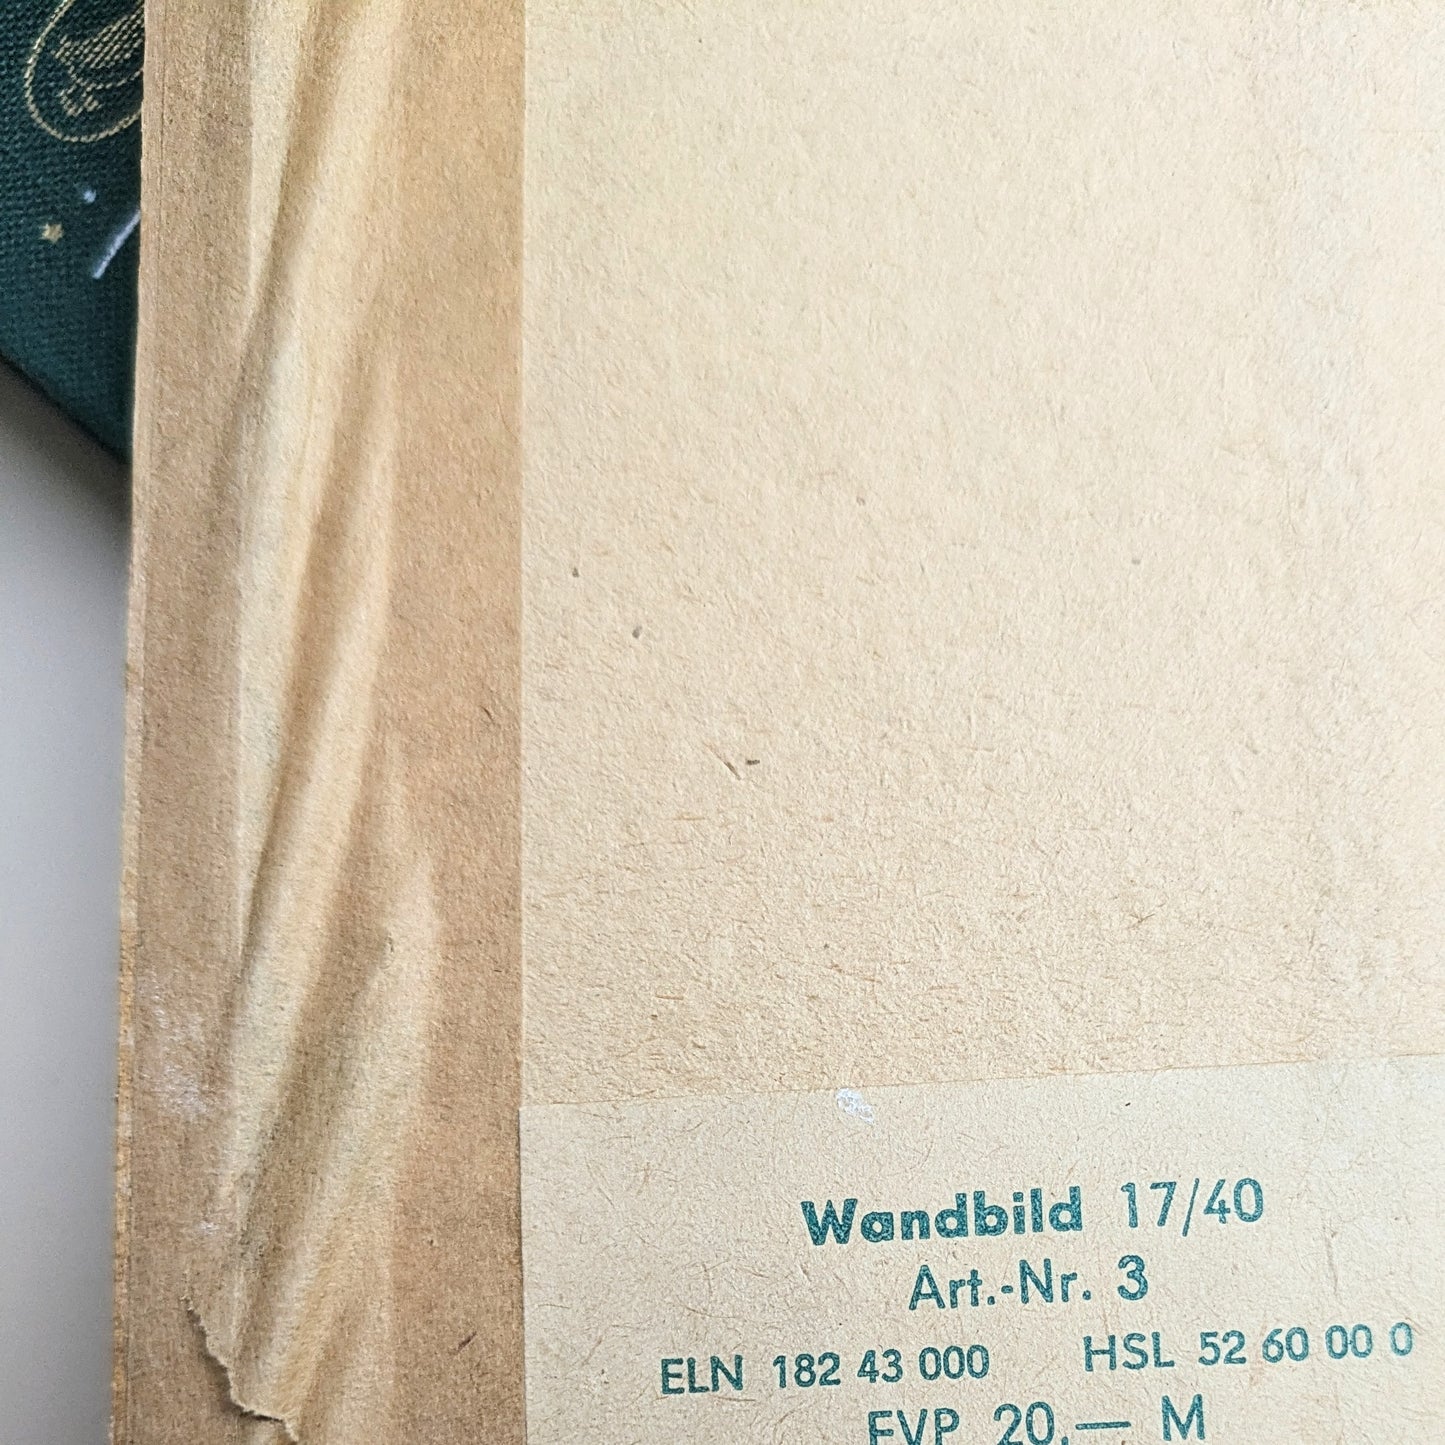 Wandbild 17/40
Art.-Nr. 3
ELN 182 43 000 HSL 52 60 00 0
EVP 20,— M